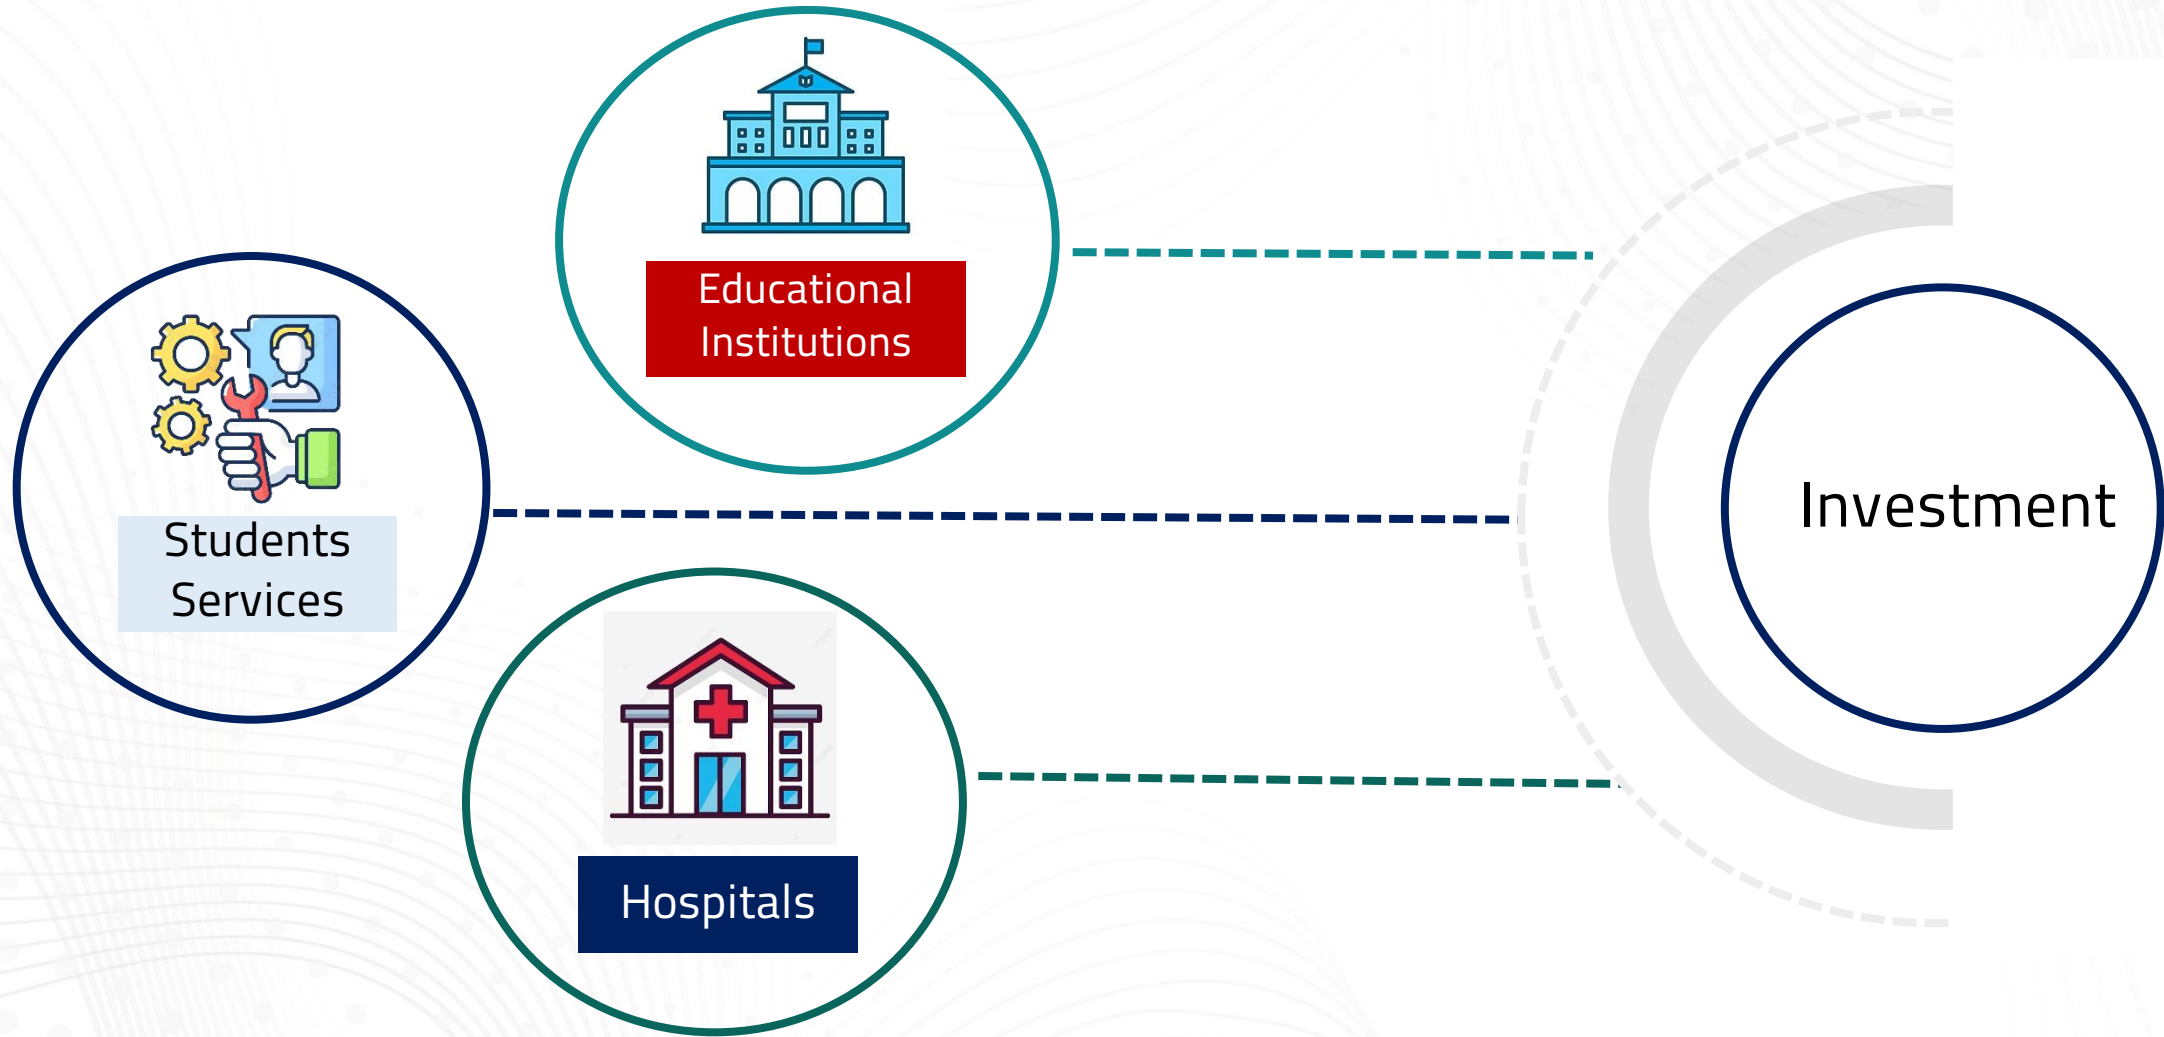 Educational
Institutions
Students
Services
Investment
Hospitals